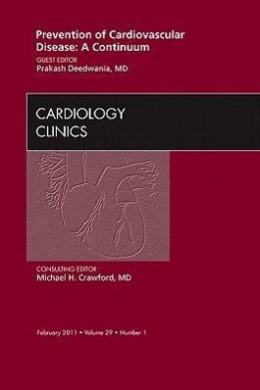 Prevention of Cardiovascular
Disease: A Continuum
GUEST EDITOR
Prakash Deedwania, MD
CARDIOLOGY
CLINICS
CONSULTING EDITOR
Michael H. Crawford, MD
February 2011 • Volume 29 • Number 1